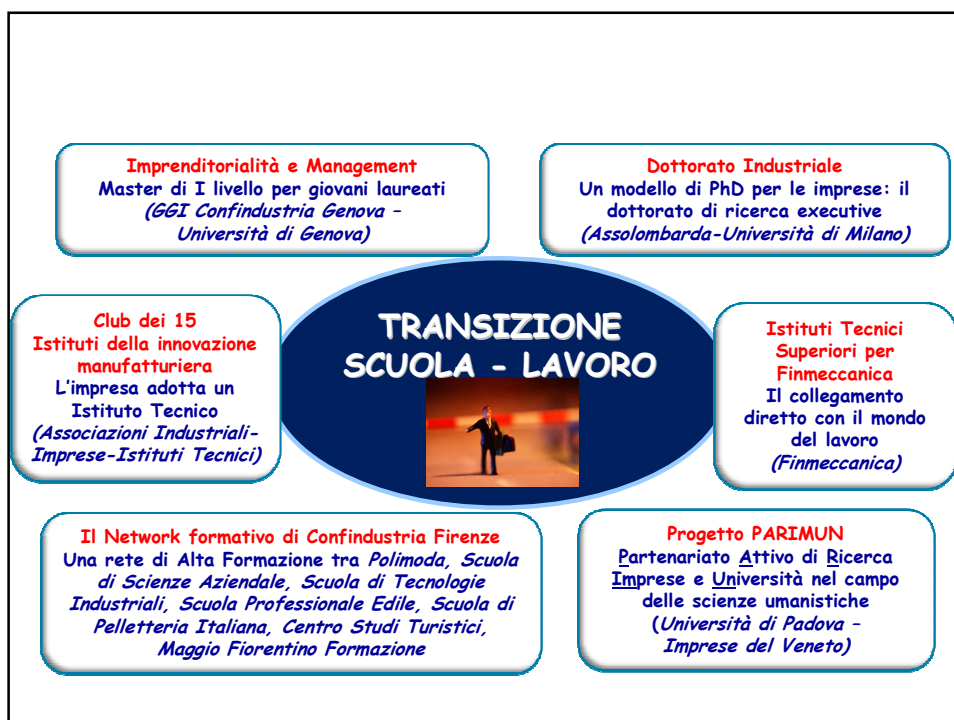 Imprenditorialità e Management
Master di I livello per giovani laureati
(GGI Confindustria Genova –
Università di Genova)
Dottorato Industriale
Un modello di PhD per le imprese: il
dottorato di ricerca executive
(Assolombarda-Università di Milano)
TRANSIZIONE
SCUOLA - LAVORO
Club dei 15
Istituti della innovazione
manufatturiera
L'impresa adotta un
Istituto Tecnico
(Associazioni Industriali-
Imprese-Istituti Tecnici)
Istituti Tecnici
Superiori per
Finmeccanica
Il collegamento
diretto con il mondo
del lavoro
(Finmeccanica)
Il Network formativo di Confindustria Firenze
Una rete di Alta Formazione tra Polimoda, Scuola
di Scienze Aziendale, Scuola di Tecnologie
Industriali, Scuola Professionale Edile, Scuola di
Pelletteria Italiana, Centro Studi Turistici,
Maggio Fiorentino Formazione
Progetto PARIMUN
Partenariato Attivo di Ricerca
Imprese e Università nel campo
delle scienze umanistiche
(Università di Padova –
Imprese del Veneto)